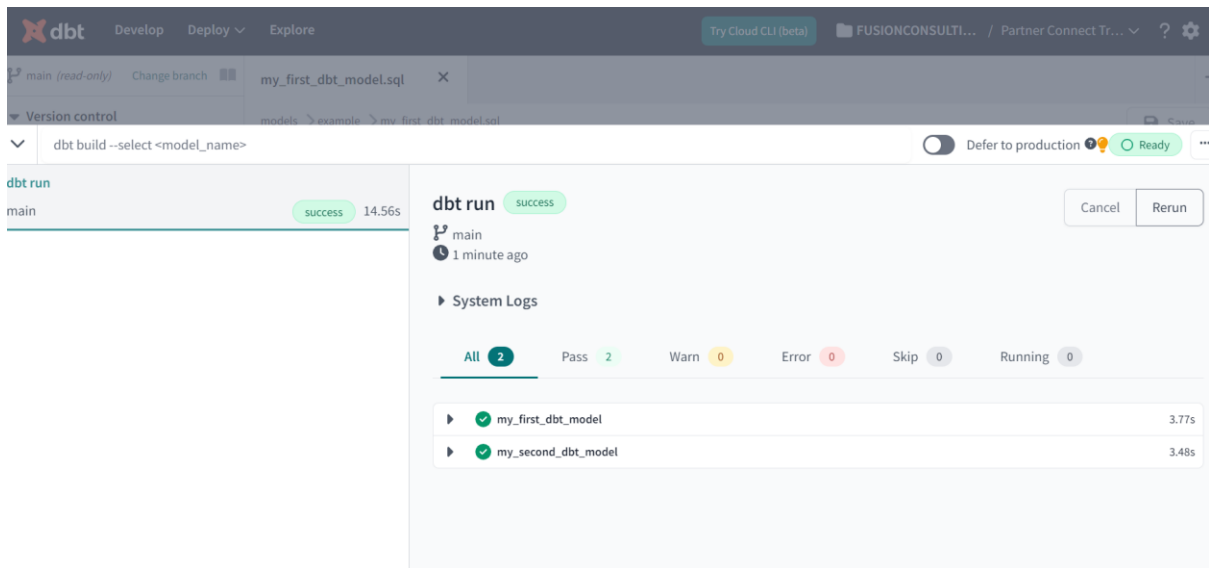 dbt Develop Deploy Explore Try Cloud CLI (beta) FUSIONCONSULTI... / Partner Connect Tr... ?
main (read-only) Change branch my_first_dbt_model.sql
Version control models > example > my_first_dbt_model.sql Save
dbt build --select <model_name> Defer to production Ready ...
dbt run
main success 14.56s
dbt run success Cancel Rerun
main
1 minute ago
System Logs
All 2 Pass 2 Warn 0 Error 0 Skip 0 Running 0
my_first_dbt_model 3.77s
my_second_dbt_model 3.48s